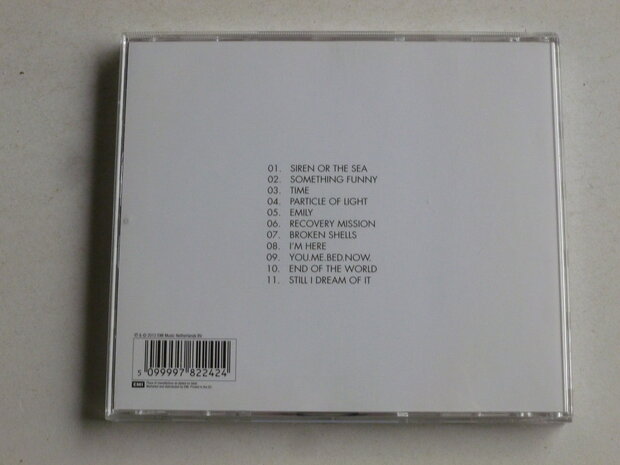 01. SIREN OR THE SEA
02. SOMETHING FUNNY
03. TIME
04. PARTICLE OF LIGHT
05. EMILY
06. RECOVERY MISSION
07. BROKEN SHELLS
08. I'M HERE
09. YOU.ME.BED.NOW.
10. END OF THE WORLD
11. STILL I DREAM OF IT
℗ & © 2012 EMI Music Netherlands BV
5 099997 822424
EMI